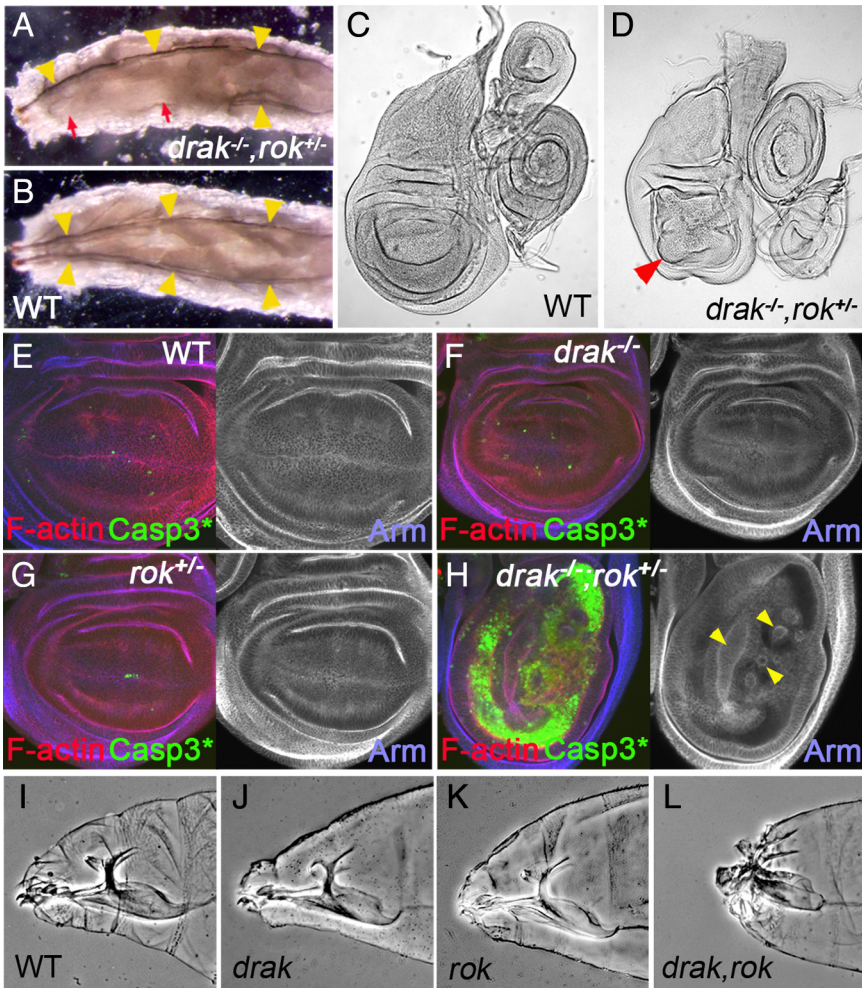 A
drak-/-,rok+/-
B
WT
C
WT
D
drak-/-,rok+/-
E
WT
F-actin Casp3*
Arm
F
drak-/-
F-actin Casp3*
Arm
G
rok+/-
F-actin Casp3*
Arm
H
drak-/-;rok+/-
F-actin Casp3*
Arm
I
WT
J
drak
K
rok
L
drak,rok